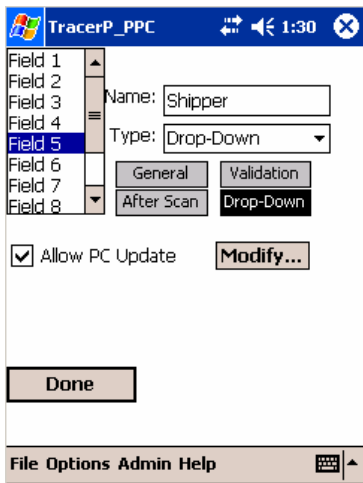 TracerP_PPC 1:30
Field 1
Field 2
Field 3
Field 4
Field 5
Field 6
Field 7
Field 8
Name: Shipper
Type: Drop-Down
General Validation
After Scan Drop-Down
Allow PC Update Modify...
Done
File Options Admin Help